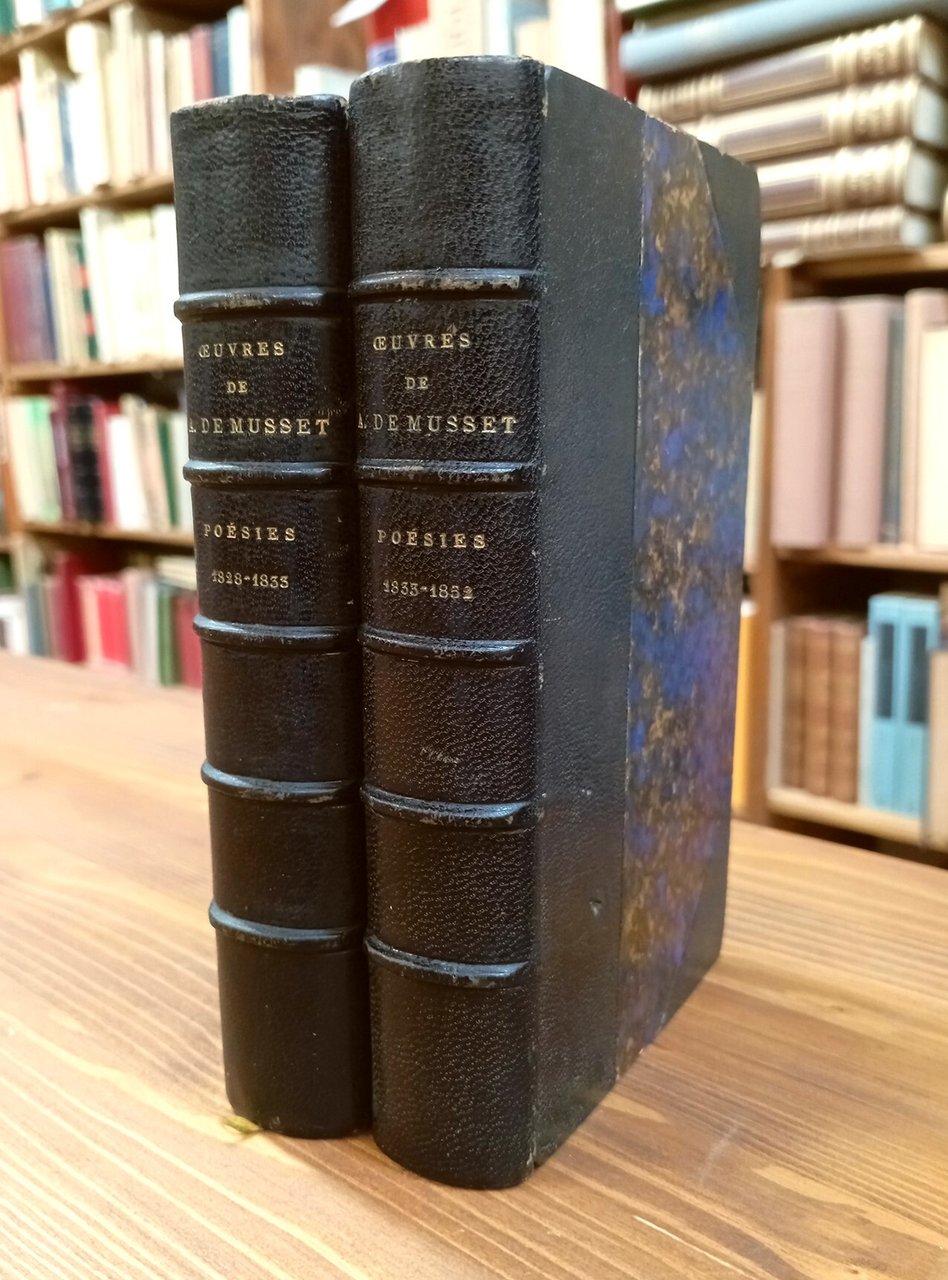 ŒUVRES
DE
A. DE MUSSET
POÉSIES
1828-1833
ŒUVRES
DE
A. DE MUSSET
POÉSIES
1833-1852